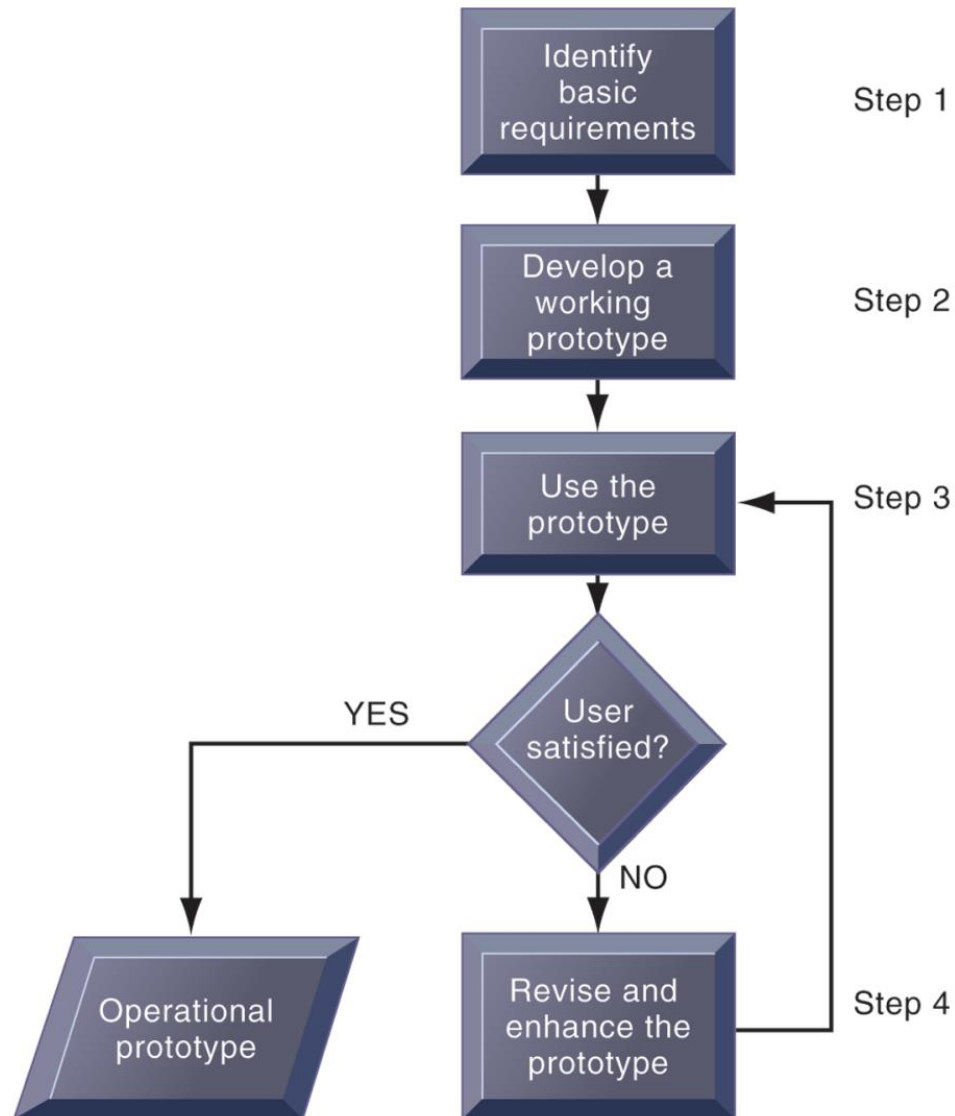 Identify
basic
requirements
Step 1
Develop a
working
prototype
Step 2
Use the
prototype
Step 3
User
satisfied?
YES
NO
Operational
prototype
Revise and
enhance the
prototype
Step 4